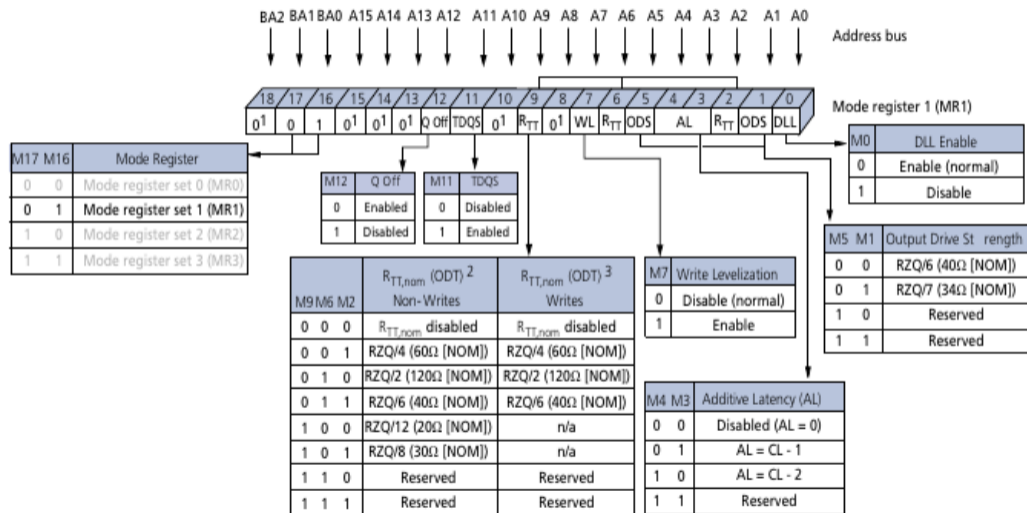 BA2 BA1 BA0 A15 A14 A13 A12 A11 A10 A9 A8 A7 A6 A5 A4 A3 A2 A1 A0
Address bus
18 17 16 15 14 13 12 11 10 9 8 7 6 5 4 3 2 1 0
Mode register 1 (MR1)
0¹ 0 1 0¹ 0¹ 0¹ Q Off TDQS 0¹ RTT 0¹ WL RTT ODS AL RTT ODS DLL
M17 M16 Mode Register
0 0 Mode register set 0 (MR0)
0 1 Mode register set 1 (MR1)
1 0 Mode register set 2 (MR2)
1 1 Mode register set 3 (MR3)
M12 Q Off
0 Enabled
1 Disabled
M11 TDQS
0 Disabled
1 Enabled
M0 DLL Enable
0 Enable (normal)
1 Disable
M5 M1 Output Drive St rength
0 0 RZQ/6 (40Ω [NOM])
0 1 RZQ/7 (34Ω [NOM])
1 0 Reserved
1 1 Reserved
M9 M6 M2 RTT,nom (ODT) 2 Non-Writes RTT,nom (ODT) 3 Writes
0 0 0 RTT,nom disabled RTT,nom disabled
0 0 1 RZQ/4 (60Ω [NOM]) RZQ/4 (60Ω [NOM])
0 1 0 RZQ/2 (120Ω [NOM]) RZQ/2 (120Ω [NOM])
0 1 1 RZQ/6 (40Ω [NOM]) RZQ/6 (40Ω [NOM])
1 0 0 RZQ/12 (20Ω [NOM]) n/a
1 0 1 RZQ/8 (30Ω [NOM]) n/a
1 1 0 Reserved Reserved
1 1 1 Reserved Reserved
M7 Write Levelization
0 Disable (normal)
1 Enable
M4 M3 Additive Latency (AL)
0 0 Disabled (AL = 0)
0 1 AL = CL - 1
1 0 AL = CL - 2
1 1 Reserved